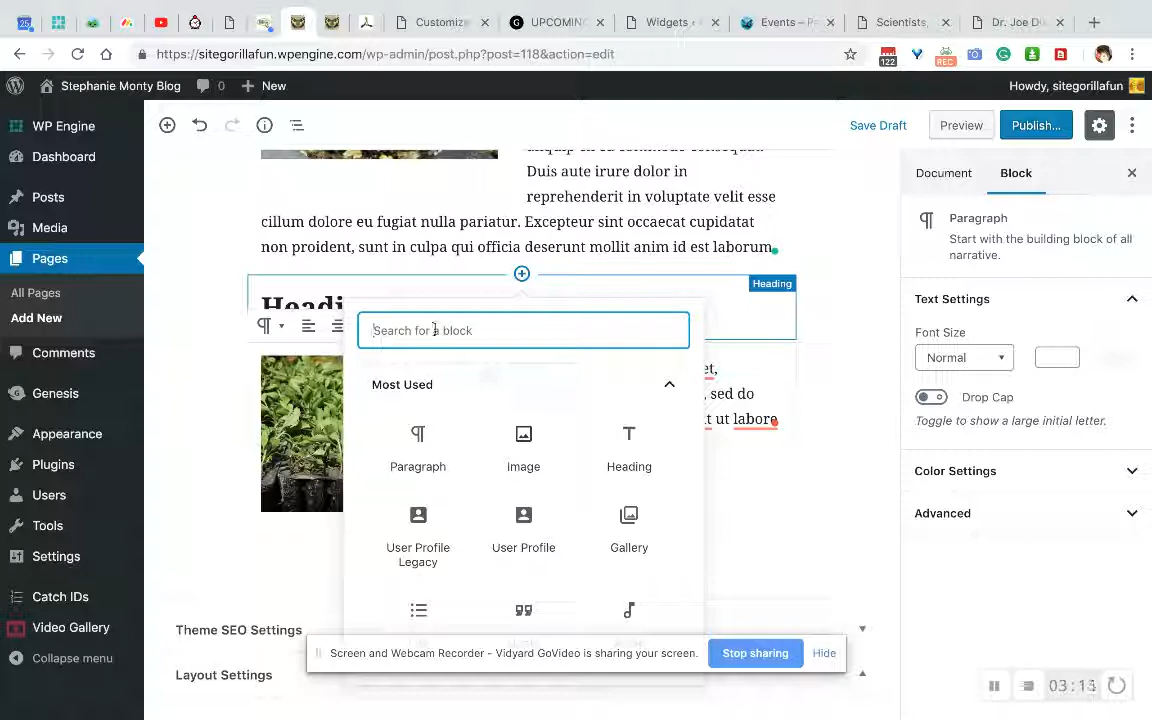 25
Customize
UPCOMING
Widgets
Events – P
Scientists,
Dr. Joe D
https://sitegorillafun.wpengine.com/wp-admin/post.php?post=118&action=edit
122
REC
Stephanie Monty Blog
0
New
Howdy, sitegorillafun
WP Engine
Dashboard
Posts
Media
Pages
All Pages
Add New
Comments
Genesis
Appearance
Plugins
Users
Tools
Settings
Catch IDs
Video Gallery
Collapse menu
Save Draft
Preview
Publish...
Duis aute irure dolor in
reprehenderit in voluptate velit esse
cillum dolore eu fugiat nulla pariatur. Excepteur sint occaecat cupidatat
non proident, sunt in culpa qui officia deserunt mollit anim id est laborum.
Heading
Headi
Search for a block
et,
, sed do
t ut labore
Most Used
Paragraph
Image
Heading
User Profile Legacy
User Profile
Gallery
Theme SEO Settings
Layout Settings
Screen and Webcam Recorder - Vidyard GoVideo is sharing your screen.
Stop sharing
Hide
Document
Block
Paragraph
Start with the building block of all
narrative.
Text Settings
Font Size
Normal
Drop Cap
Toggle to show a large initial letter.
Color Settings
Advanced